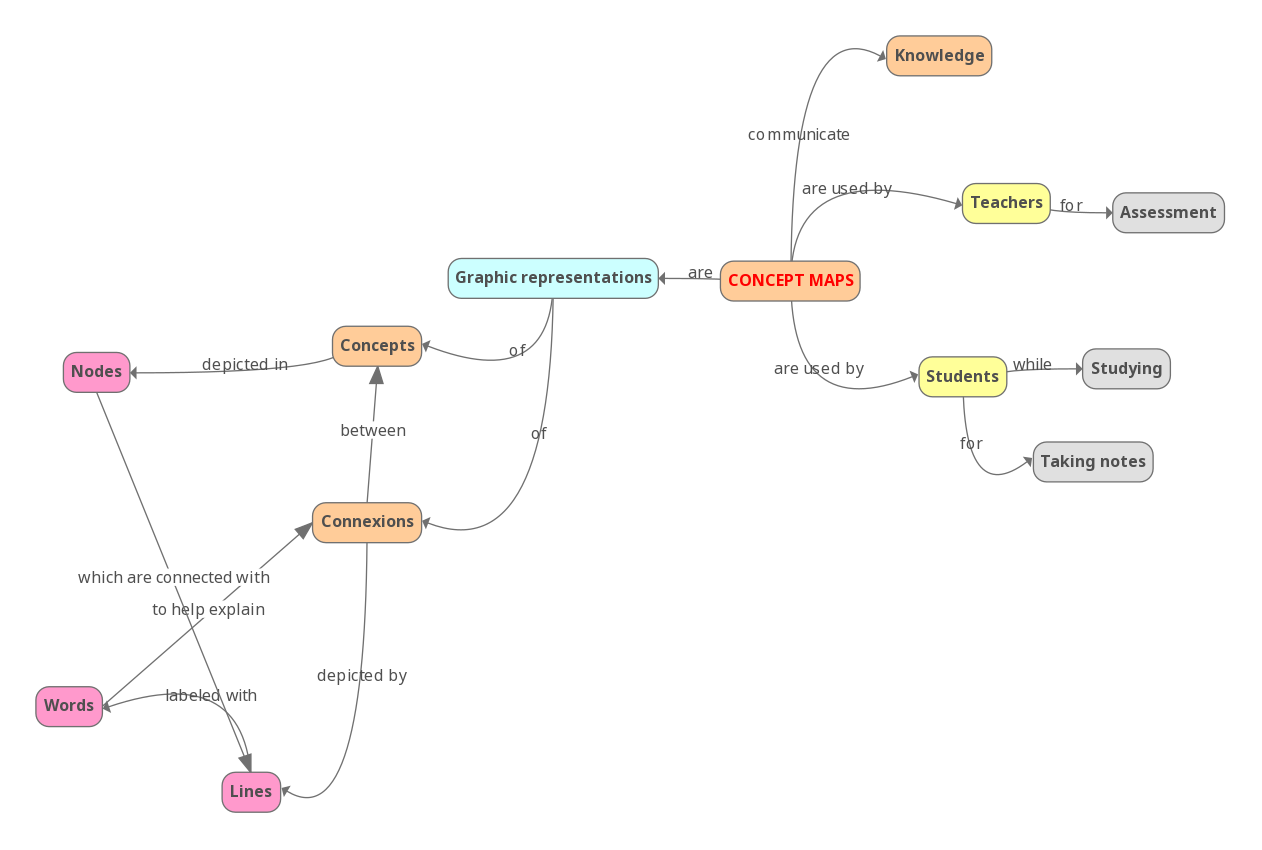 Knowledge
communicate
are used by
Teachers
for
Assessment
Graphic representations
are
CONCEPT MAPS
Concepts
of
Nodes
depicted in
are used by
Students
while
Studying
between
of
for
Taking notes
Connexions
which are connected with
to help explain
depicted by
Words
labeled with
Lines